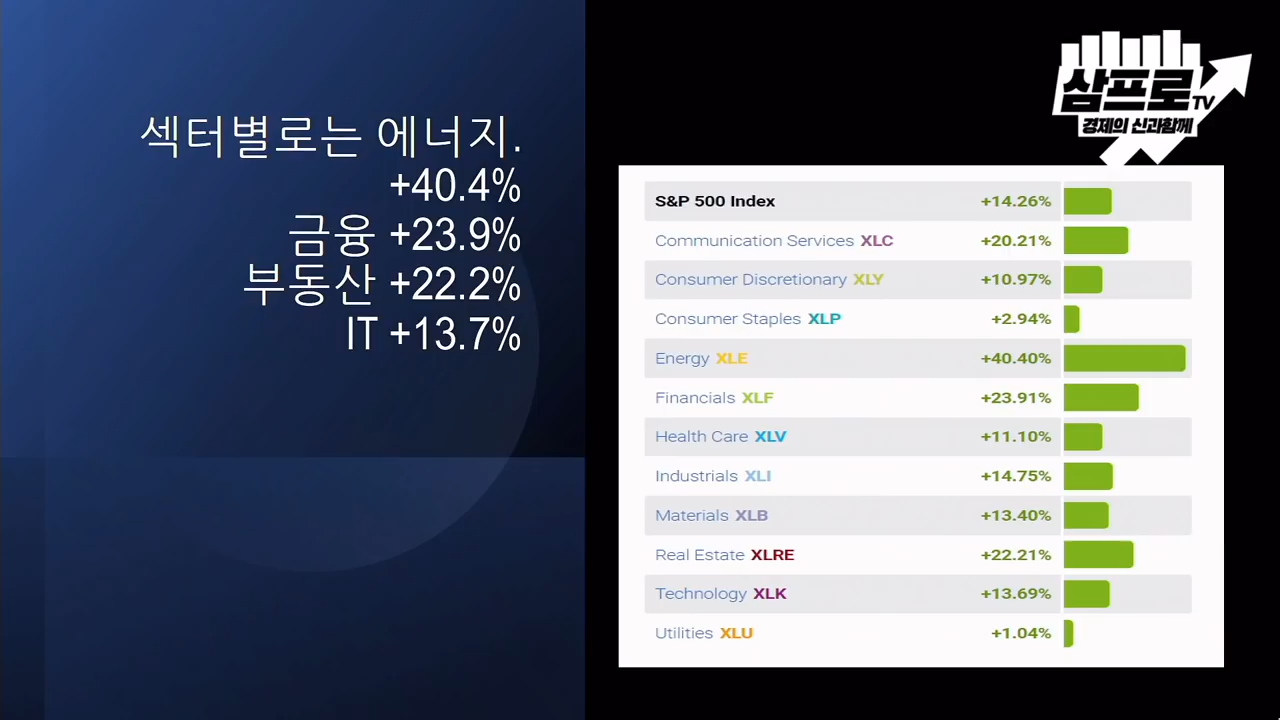 섹터별로는 에너지.
+40.4%
금융 +23.9%
부동산 +22.2%
IT +13.7%
삼프로TV
경제의 신과함께
S&P 500 Index +14.26%
Communication Services XLC +20.21%
Consumer Discretionary XLY +10.97%
Consumer Staples XLP +2.94%
Energy XLE +40.40%
Financials XLF +23.91%
Health Care XLV +11.10%
Industrials XLI +14.75%
Materials XLB +13.40%
Real Estate XLRE +22.21%
Technology XLK +13.69%
Utilities XLU +1.04%